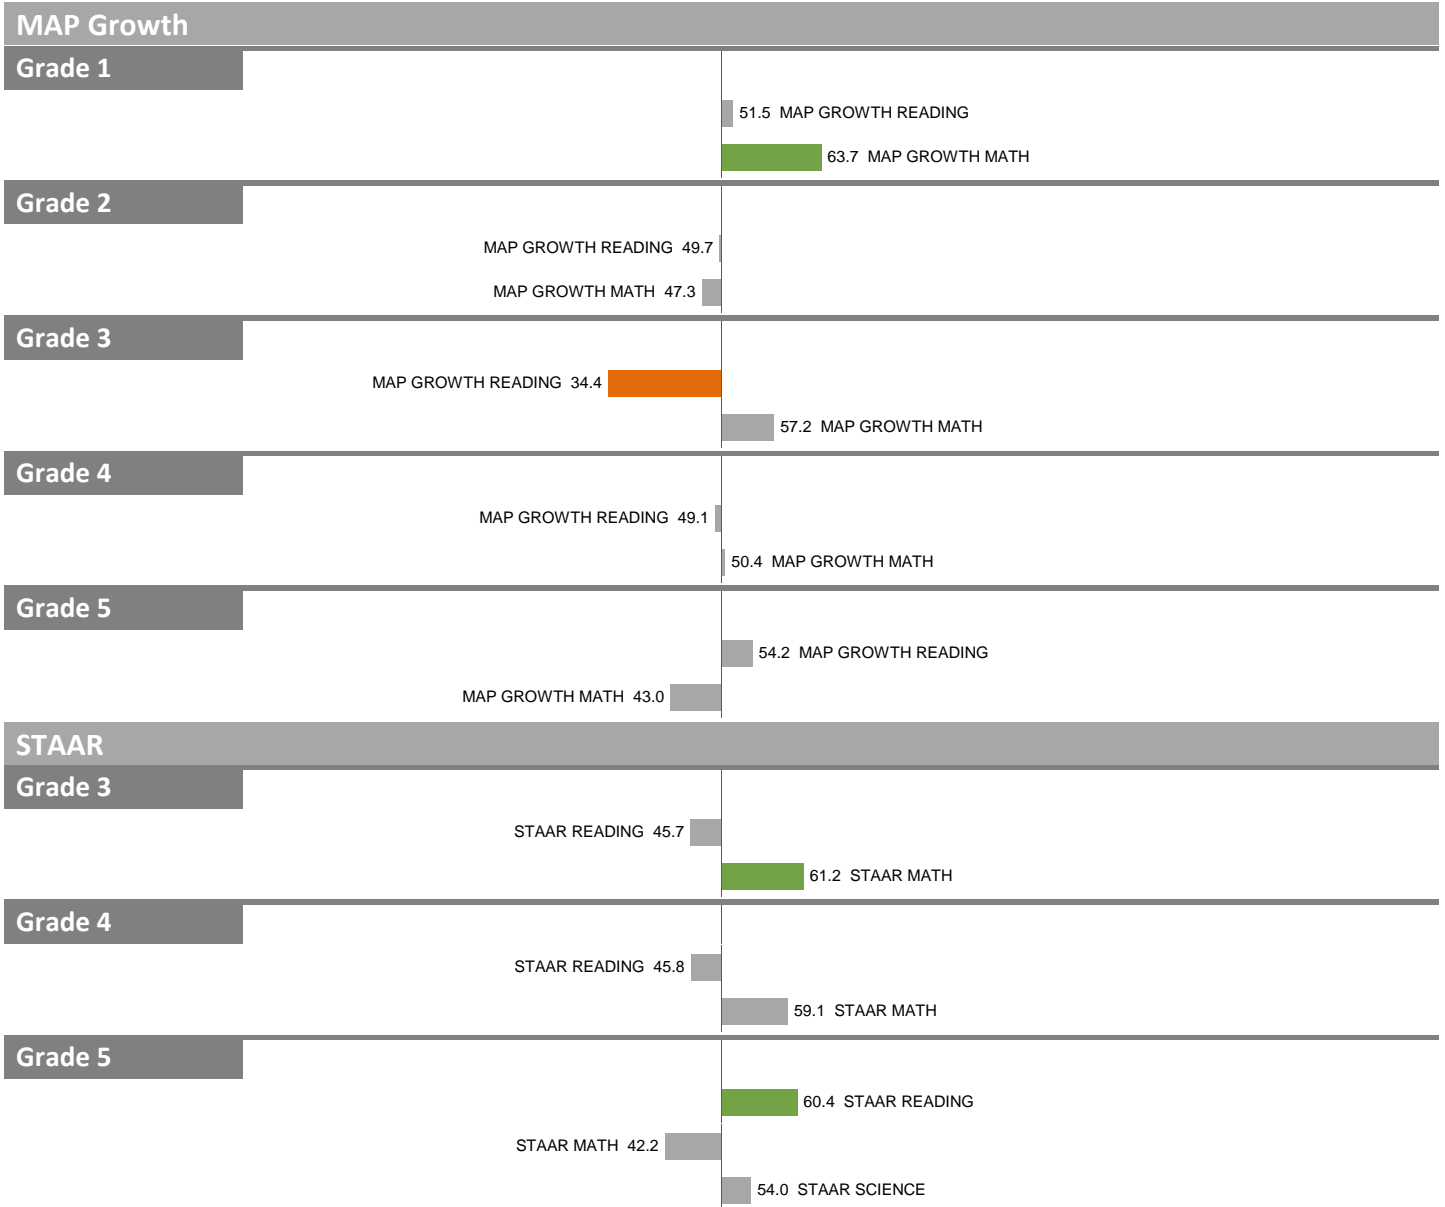 MAP Growth
Grade 1
51.5 MAP GROWTH READING
63.7 MAP GROWTH MATH
Grade 2
MAP GROWTH READING 49.7
MAP GROWTH MATH 47.3
Grade 3
MAP GROWTH READING 34.4
57.2 MAP GROWTH MATH
Grade 4
MAP GROWTH READING 49.1
50.4 MAP GROWTH MATH
Grade 5
54.2 MAP GROWTH READING
MAP GROWTH MATH 43.0
STAAR
Grade 3
STAAR READING 45.7
61.2 STAAR MATH
Grade 4
STAAR READING 45.8
59.1 STAAR MATH
Grade 5
60.4 STAAR READING
STAAR MATH 42.2
54.0 STAAR SCIENCE